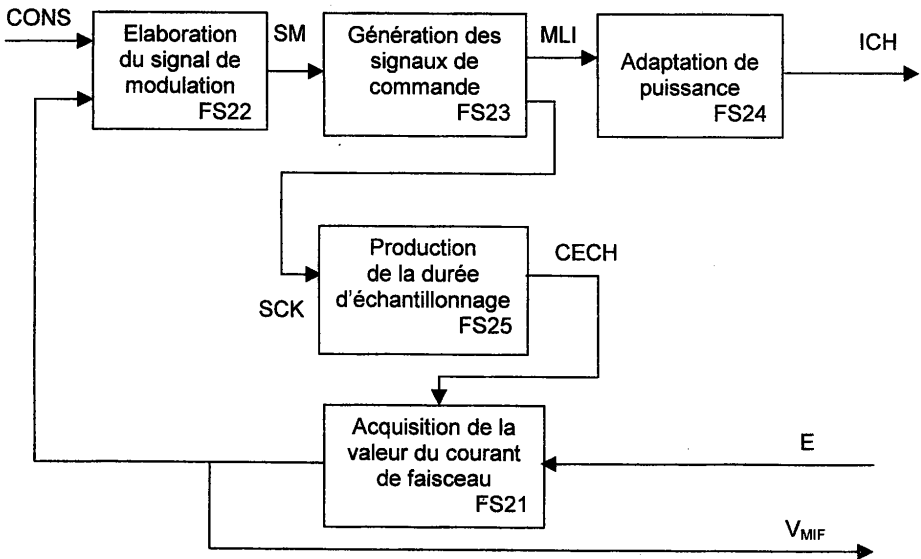 CONS
Elaboration
du signal de
modulation
FS22
SM
Génération des
signaux de
commande
FS23
MLI
Adaptation de
puissance
FS24
ICH
Production
de la durée
d'échantillonnage
FS25
SCK
CECH
Acquisition de la
valeur du courant
de faisceau
FS21
E
VMIF